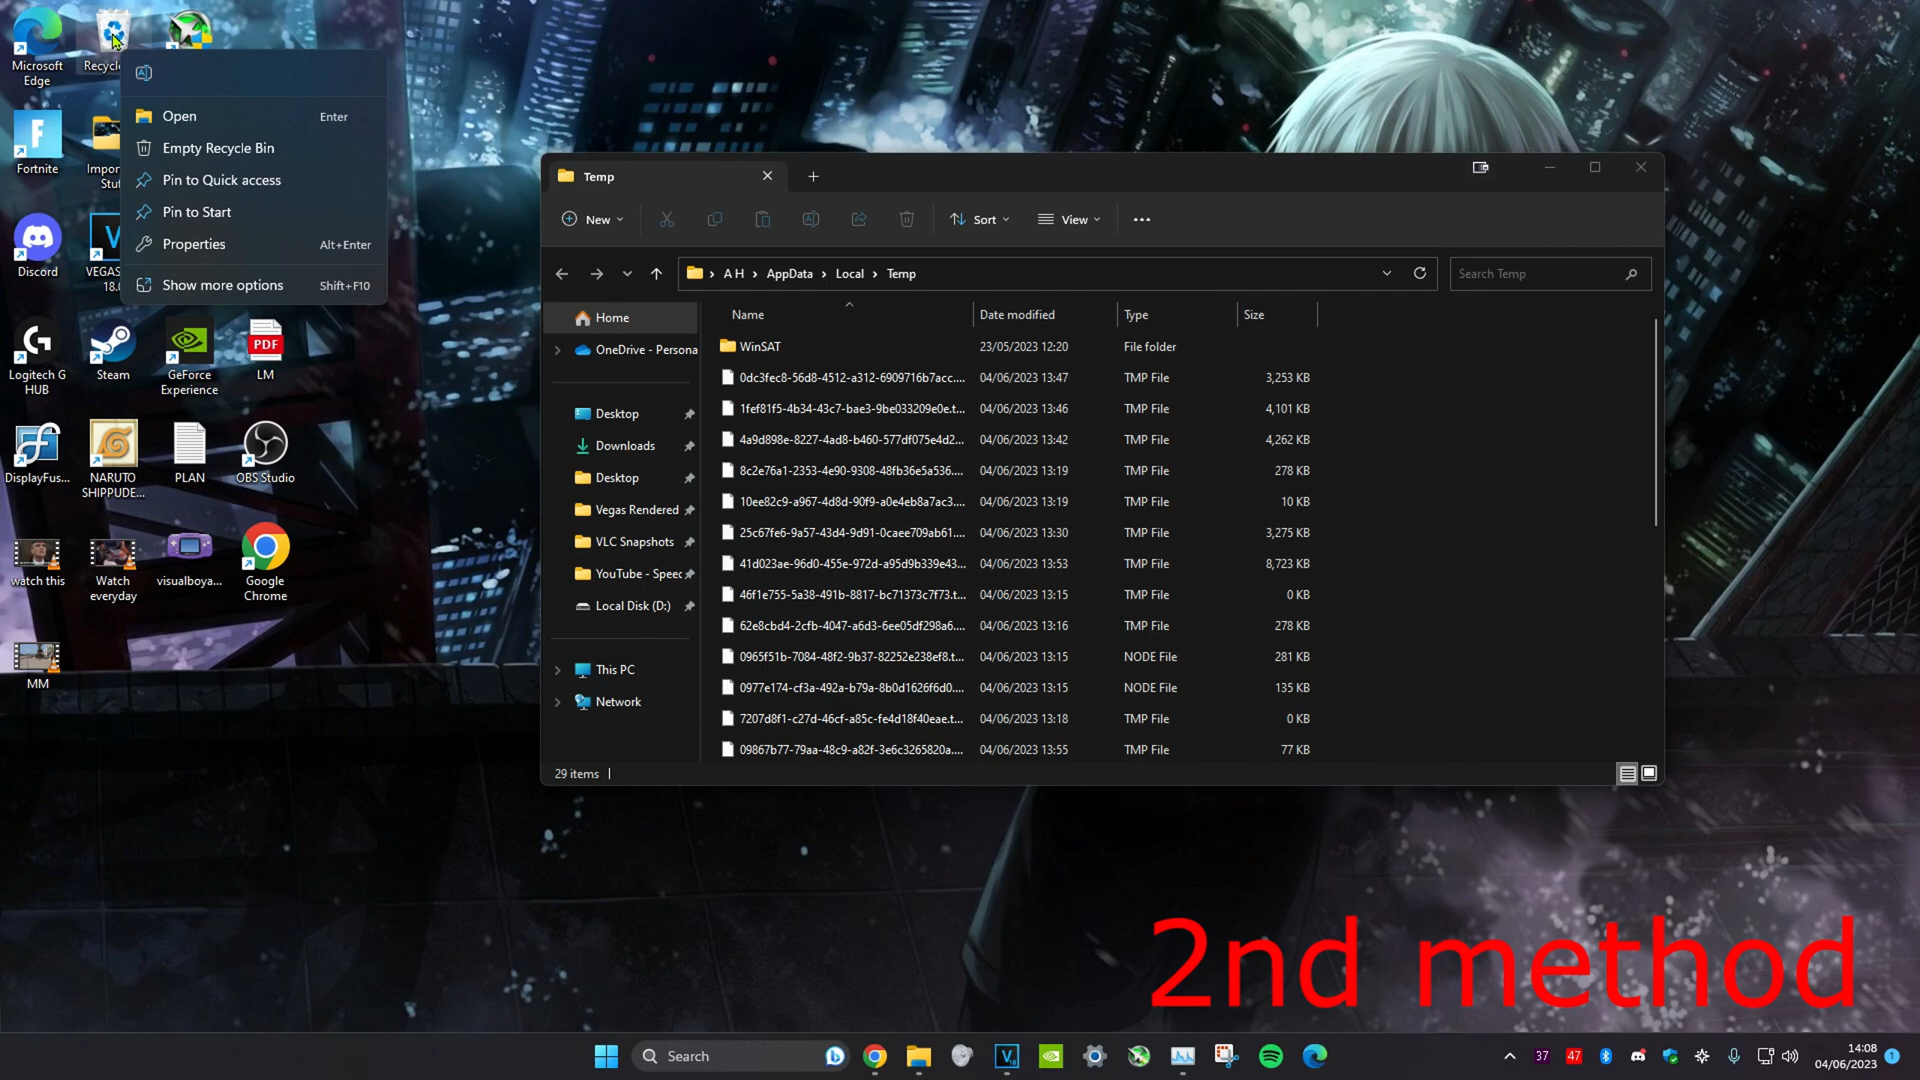 Microsoft
Edge
Recycle
Open Enter
Empty Recycle Bin
Pin to Quick access
Pin to Start
Properties Alt+Enter
Show more options Shift+F10
Fortnite
Impor
Stuf
Discord
VEGAS
18.
Logitech G
HUB
Steam
GeForce
Experience
PDF
LM
DisplayFus...
NARUTO
SHIPPUDE...
PLAN
OBS Studio
watch this
Watch
everyday
visualboya...
Google
Chrome
MM
Temp
New
Sort
View
A H > AppData > Local > Temp
Search Temp
Home
OneDrive - Persona
Desktop
Downloads
Desktop
Vegas Rendered
VLC Snapshots
YouTube - Speec
Local Disk (D:)
This PC
Network
Name Date modified Type Size
WinSAT 23/05/2023 12:20 File folder
0dc3fec8-56d8-4512-a312-6909716b7acc.... 04/06/2023 13:47 TMP File 3,253 KB
1fef81f5-4b34-43c7-bae3-9be033209e0e.t... 04/06/2023 13:46 TMP File 4,101 KB
4a9d898e-8227-4ad8-b460-577df075e4d2... 04/06/2023 13:42 TMP File 4,262 KB
8c2e76a1-2353-4e90-9308-48fb36e5a536.... 04/06/2023 13:19 TMP File 278 KB
10ee82c9-a967-4d8d-90f9-a0e4eb8a7ac3.... 04/06/2023 13:19 TMP File 10 KB
25c67fe6-9a57-43d4-9d91-0caee709ab61.... 04/06/2023 13:30 TMP File 3,275 KB
41d023ae-96d0-455e-972d-a95d9b339e43... 04/06/2023 13:53 TMP File 8,723 KB
46f1e755-5a38-491b-8817-bc71373c7f73.t... 04/06/2023 13:15 TMP File 0 KB
62e8cbd4-2cfb-4047-a6d3-6ee05df298a6.... 04/06/2023 13:16 TMP File 278 KB
0965f51b-7084-48f2-9b37-82252e238ef8.t... 04/06/2023 13:15 NODE File 281 KB
0977e174-cf3a-492a-b79a-8b0d1626f6d0.... 04/06/2023 13:15 NODE File 135 KB
7207d8f1-c27d-46cf-a85c-fe4d18f40eae.t... 04/06/2023 13:18 TMP File 0 KB
09867b77-79aa-48c9-a82f-3e6c3265820a.... 04/06/2023 13:55 TMP File 77 KB
29 items
2nd method
Search
37 47
14:08
04/06/2023
1